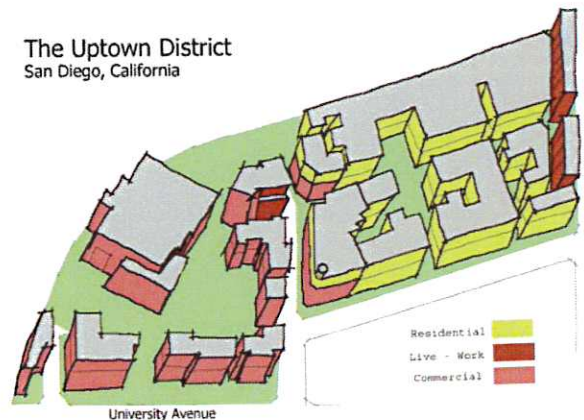 The Uptown District
San Diego, California
Residential
Live - Work
Commercial
University Avenue